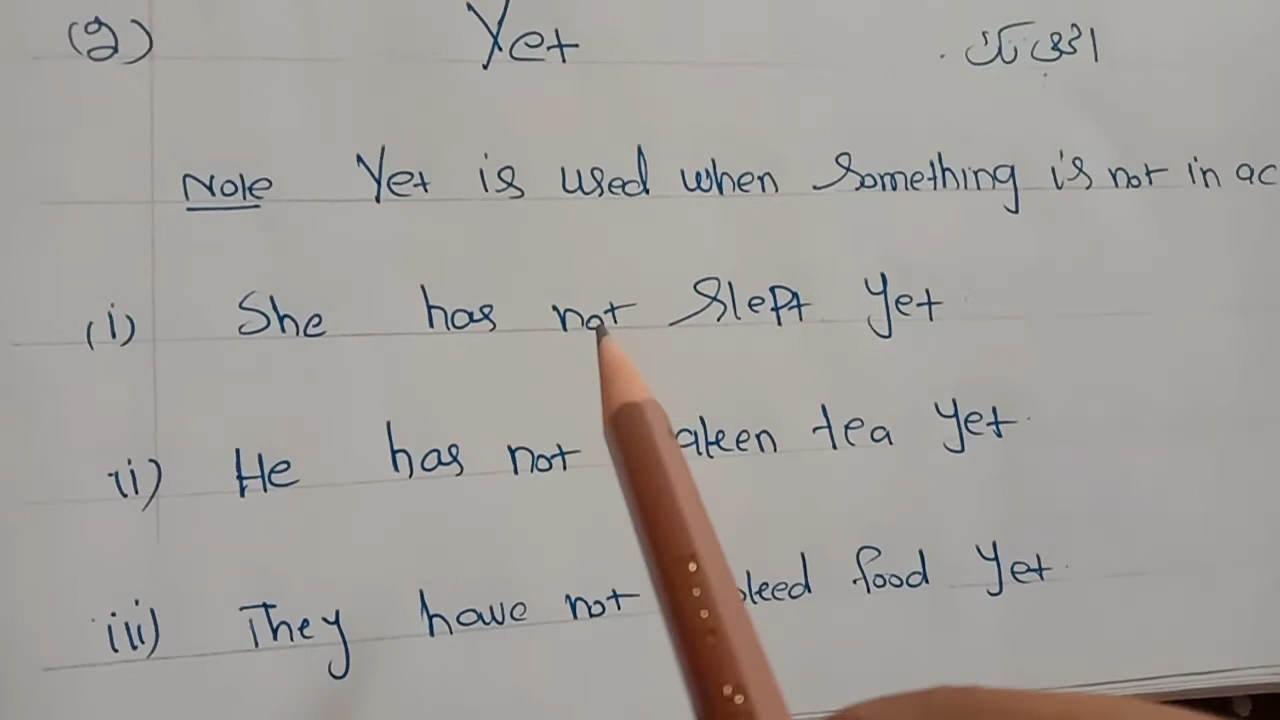 (2) Yet ابھی تک
Note Yet is used when Something is not in ac
(i) She has not Slept Yet
ii) He has not tea Yet.
iii) They have not food Yet.